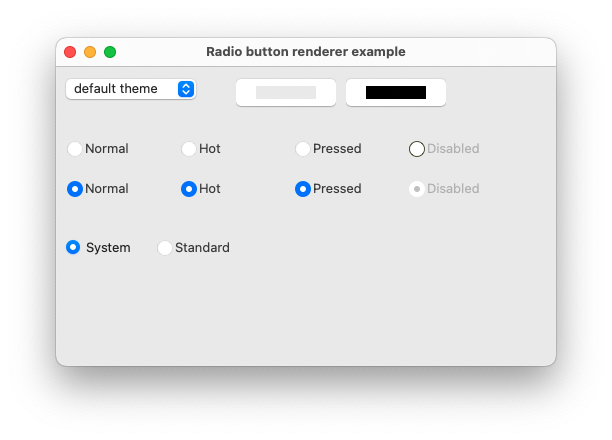 Radio button renderer example
default theme
Normal Hot Pressed Disabled
Normal Hot Pressed Disabled
System Standard